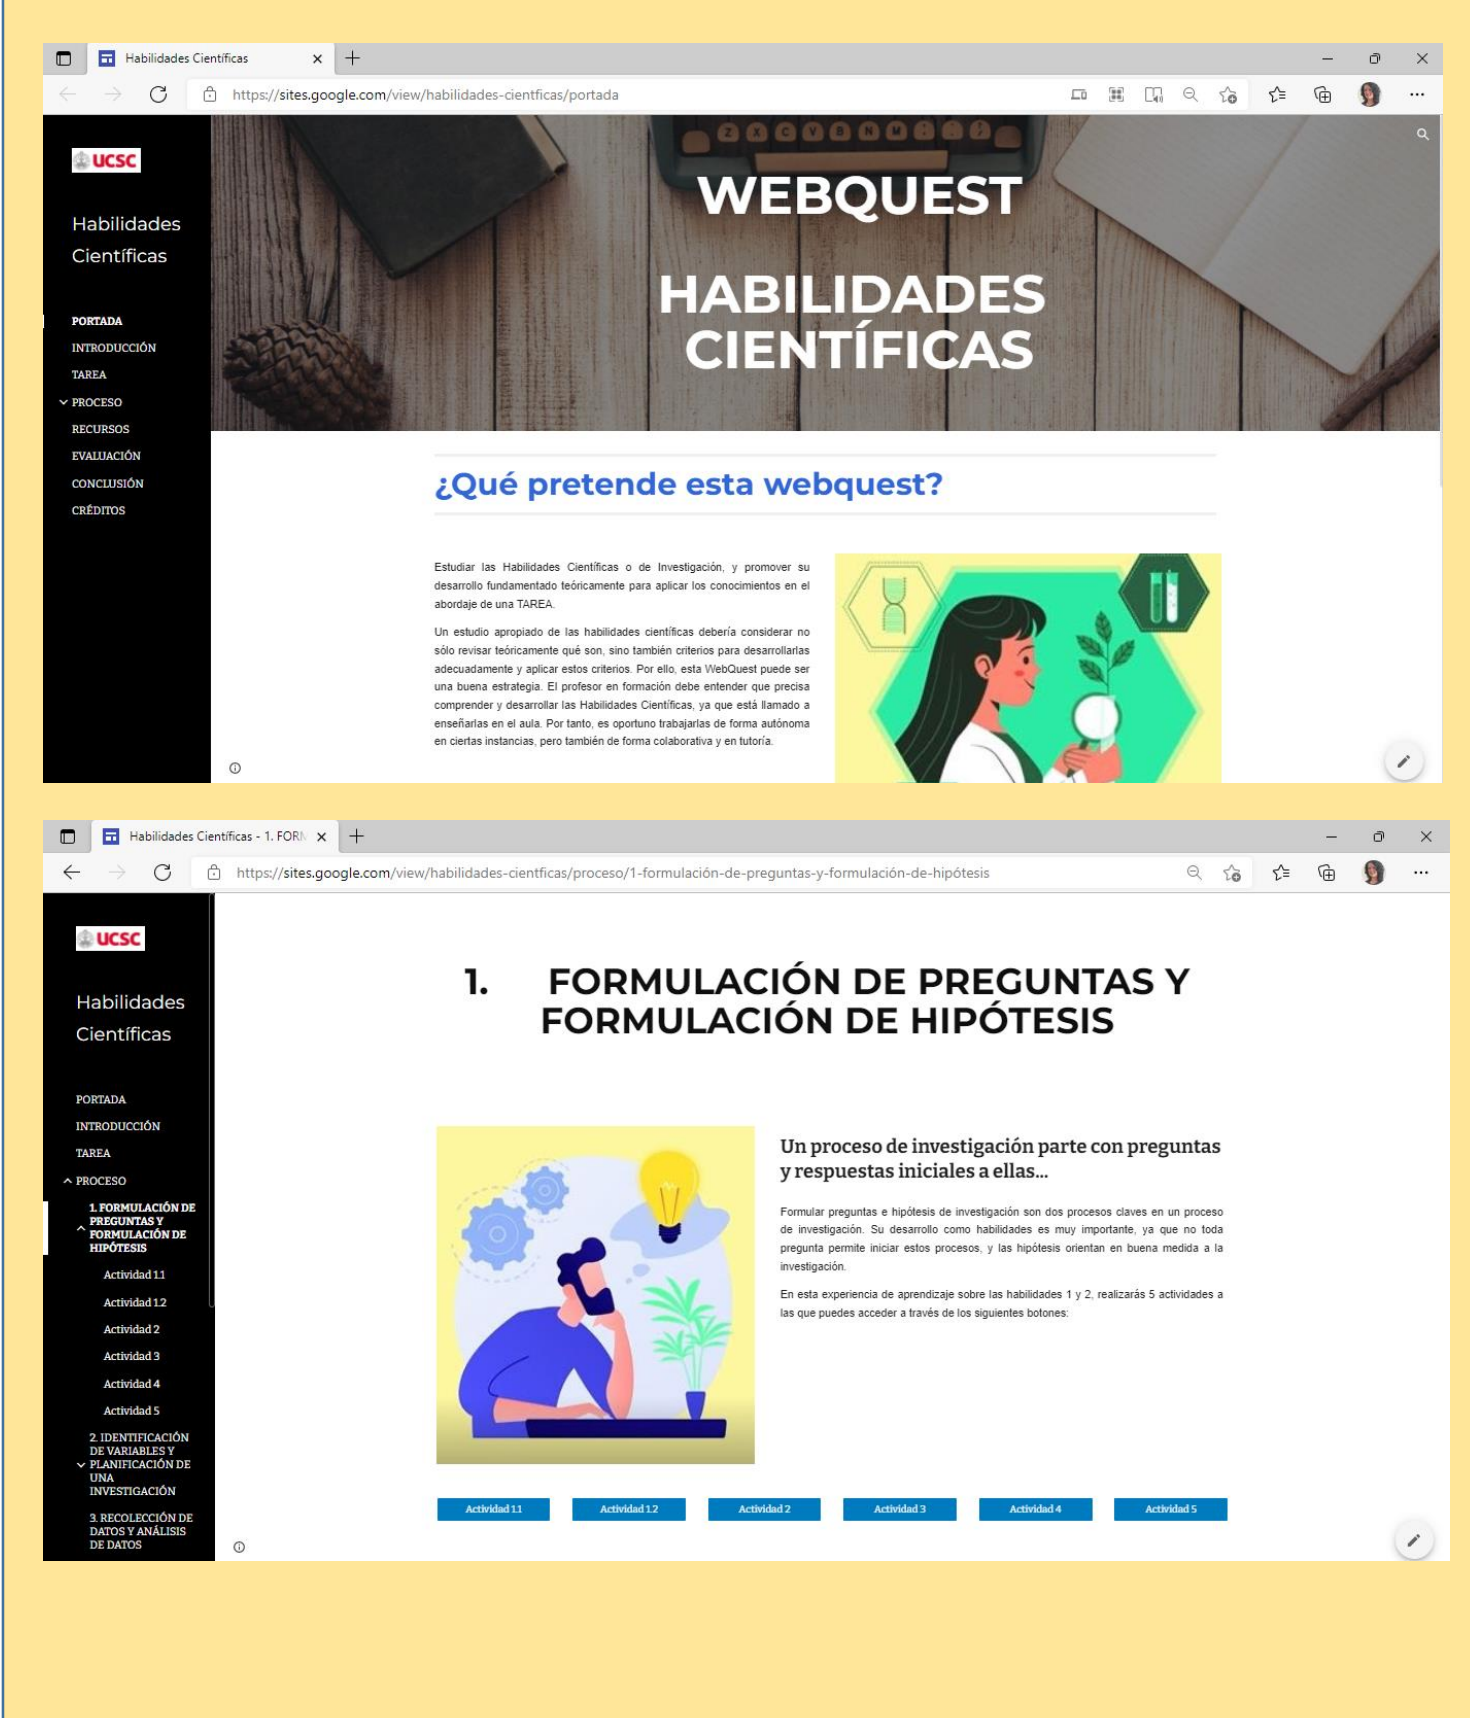 Habilidades Científicas
https://sites.google.com/view/habilidades-cientficas/portada
UCSC
Habilidades
Científicas
PORTADA
INTRODUCCIÓN
TAREA
PROCESO
RECURSOS
EVALUACIÓN
CONCLUSIÓN
CRÉDITOS
Z X C V B N M
WEBQUEST
HABILIDADES
CIENTÍFICAS
¿Qué pretende esta webquest?
Estudiar las Habilidades Científicas o de Investigación, y promover su
desarrollo fundamentado teóricamente para aplicar los conocimientos en el
abordaje de una TAREA.
Un estudio apropiado de las habilidades científicas debería considerar no
sólo revisar teóricamente qué son, sino también criterios para desarrollarlas
adecuadamente y aplicar estos criterios. Por ello, esta WebQuest puede ser
una buena estrategia. El profesor en formación debe entender que precisa
comprender y desarrollar las Habilidades Científicas, ya que está llamado a
enseñarlas en el aula. Por tanto, es oportuno trabajarlas de forma autónoma
en ciertas instancias, pero también de forma colaborativa y en tutoría.
Habilidades Científicas - 1. FORM
https://sites.google.com/view/habilidades-cientficas/proceso/1-formulación-de-preguntas-y-formulación-de-hipótesis
UCSC
Habilidades
Científicas
PORTADA
INTRODUCCIÓN
TAREA
PROCESO
1. FORMULACIÓN DE
PREGUNTAS Y
FORMULACIÓN DE
HIPÓTESIS
Actividad 1.1
Actividad 1.2
Actividad 2
Actividad 3
Actividad 4
Actividad 5
2. IDENTIFICACIÓN
DE VARIABLES Y
PLANIFICACIÓN DE
UNA
INVESTIGACIÓN
3. RECOLECCIÓN DE
DATOS Y ANÁLISIS
DE DATOS
1. FORMULACIÓN DE PREGUNTAS Y
FORMULACIÓN DE HIPÓTESIS
Un proceso de investigación parte con preguntas
y respuestas iniciales a ellas...
Formular preguntas e hipótesis de investigación son dos procesos claves en un proceso
de investigación. Su desarrollo como habilidades es muy importante, ya que no toda
pregunta permite iniciar estos procesos, y las hipótesis orientan en buena medida a la
investigación.
En esta experiencia de aprendizaje sobre las habilidades 1 y 2, realizarás 5 actividades a
las que puedes acceder a través de los siguientes botones:
Actividad 1.1 Actividad 1.2 Actividad 2 Actividad 3 Actividad 4 Actividad 5